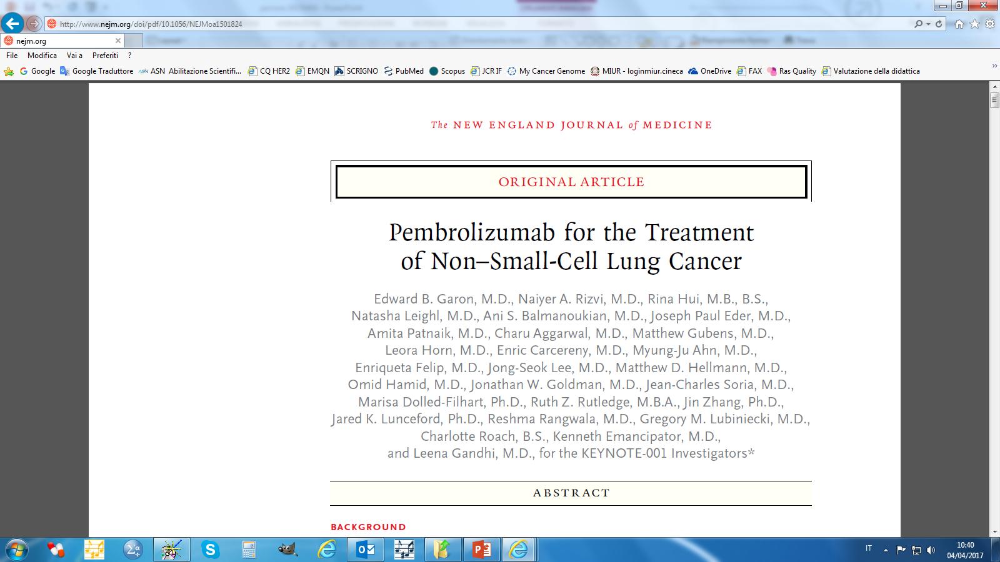 http://www.nejm.org/doi/pdf/10.1056/NEJMoa1501824
nejm.org
File Modifica Vai a Preferiti ?
Google Google Traduttore ASN Abilitazione Scientifi... CQ HER2 EMQN SCRIGNO PubMed Scopus JCR IF My Cancer Genome MIUR - loginmiur.cineca OneDrive FAX Ras Quality Valutazione della didattica
The NEW ENGLAND JOURNAL of MEDICINE
ORIGINAL ARTICLE
Pembrolizumab for the Treatment
of Non–Small-Cell Lung Cancer
Edward B. Garon, M.D., Naiyer A. Rizvi, M.D., Rina Hui, M.B., B.S.,
Natasha Leighl, M.D., Ani S. Balmanoukian, M.D., Joseph Paul Eder, M.D.,
Amita Patnaik, M.D., Charu Aggarwal, M.D., Matthew Gubens, M.D.,
Leora Horn, M.D., Enric Carcereny, M.D., Myung-Ju Ahn, M.D.,
Enriqueta Felip, M.D., Jong-Seok Lee, M.D., Matthew D. Hellmann, M.D.,
Omid Hamid, M.D., Jonathan W. Goldman, M.D., Jean-Charles Soria, M.D.,
Marisa Dolled-Filhart, Ph.D., Ruth Z. Rutledge, M.B.A., Jin Zhang, Ph.D.,
Jared K. Lunceford, Ph.D., Reshma Rangwala, M.D., Gregory M. Lubiniecki, M.D.,
Charlotte Roach, B.S., Kenneth Emancipator, M.D.,
and Leena Gandhi, M.D., for the KEYNOTE-001 Investigators*
ABSTRACT
BACKGROUND
IT
10:40
04/04/2017